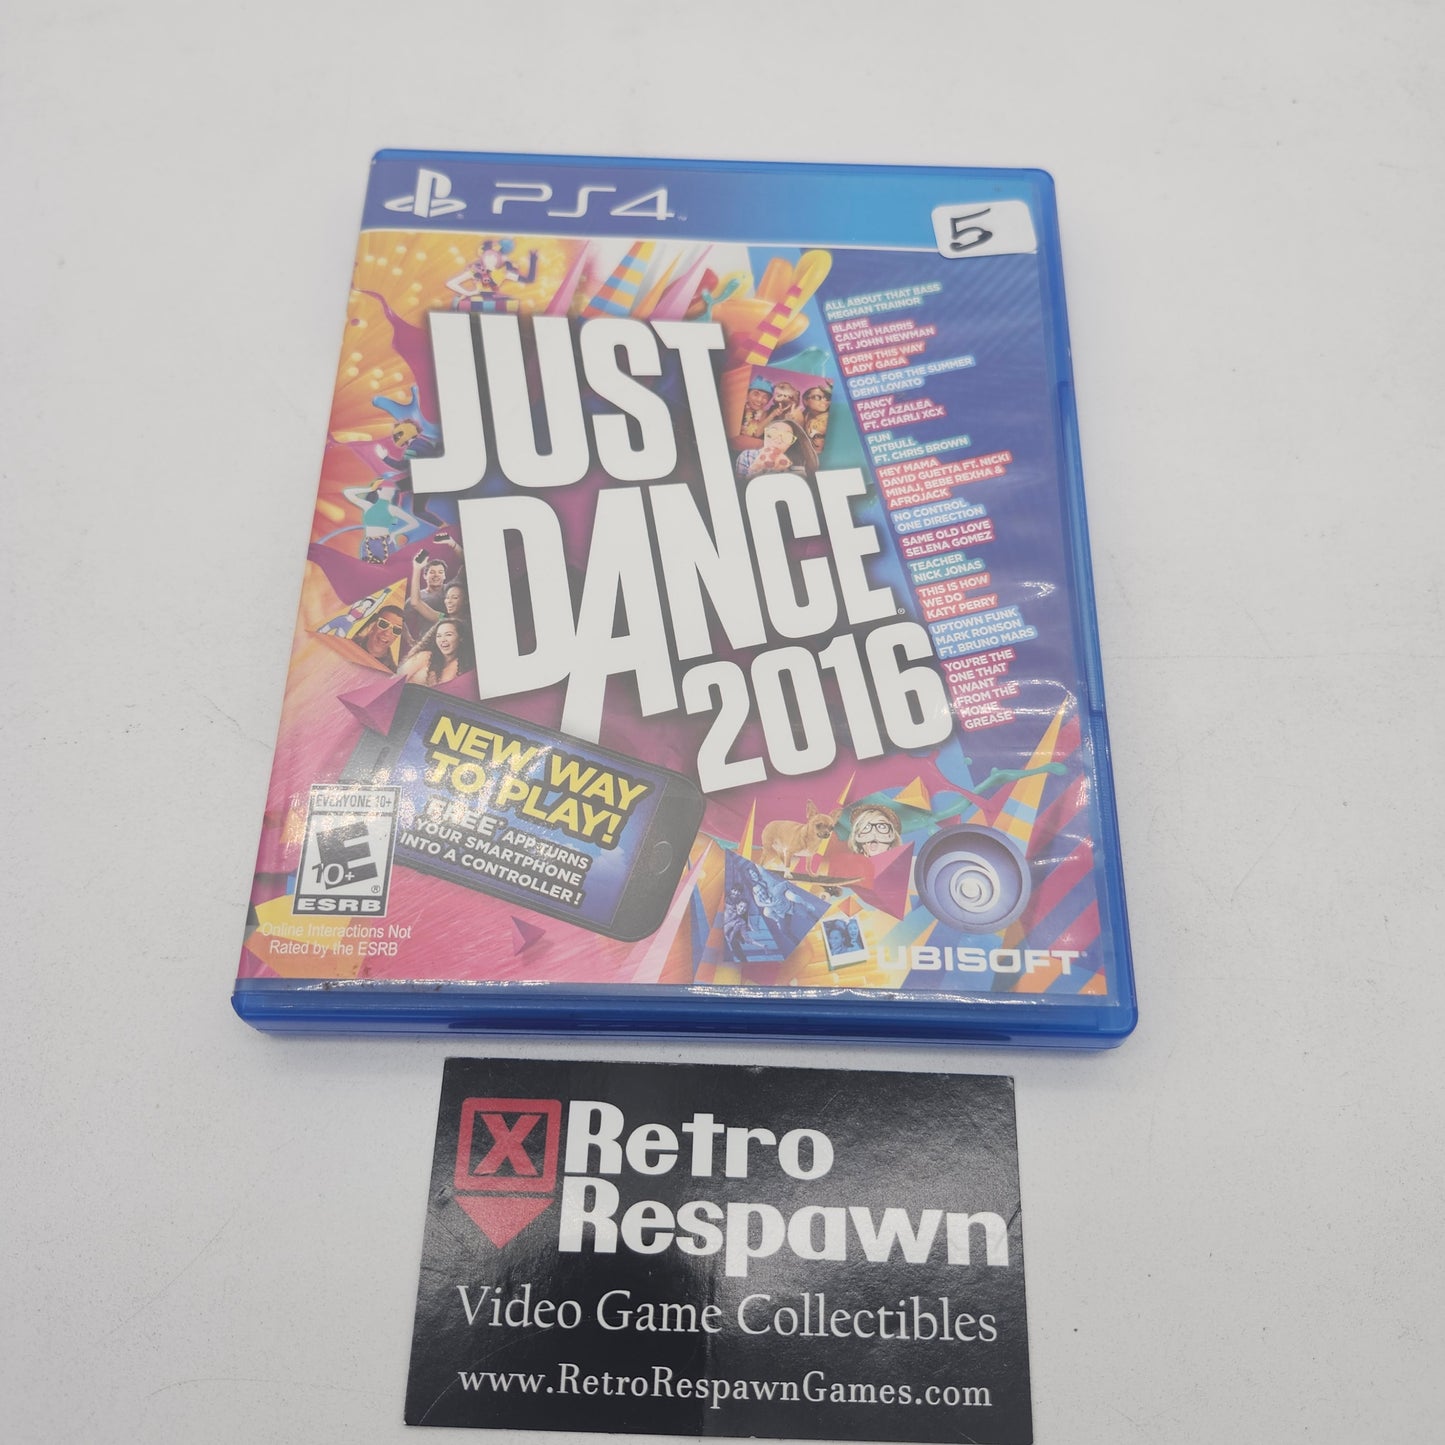 PS4
5
JUST
DANCE
2016
ALL ABOUT THAT BASS
MEGHAN TRAINOR
BLAME
CALVIN HARRIS
FT. JOHN NEWMAN
BORN THIS WAY
LADY GAGA
COOL FOR THE SUMMER
DEMI LOVATO
FANCY
IGGY AZALEA
FT. CHARLI XCX
FUN
PITBULL
FT. CHRIS BROWN
HEY MAMA
DAVID GUETTA FT. NICKI
MINAJ, BEBE REXHA &
AFROJACK
NO CONTROL
ONE DIRECTION
SAME OLD LOVE
SELENA GOMEZ
TEACHER
NICK JONAS
THIS IS HOW
WE DO
KATY PERRY
UPTOWN FUNK
MARK RONSON
FT. BRUNO MARS
YOU'RE THE
ONE THAT
I WANT
FROM THE
MOVIE
GREASE
NEW WAY
TO PLAY!
FREE* APP TURNS
YOUR SMARTPHONE
INTO A CONTROLLER!
EVERYONE 10+
E
10+
ESRB
Online Interactions Not
Rated by the ESRB
UBISOFT
X Retro
Respawn
Video Game Collectibles
www.RetroRespawnGames.com